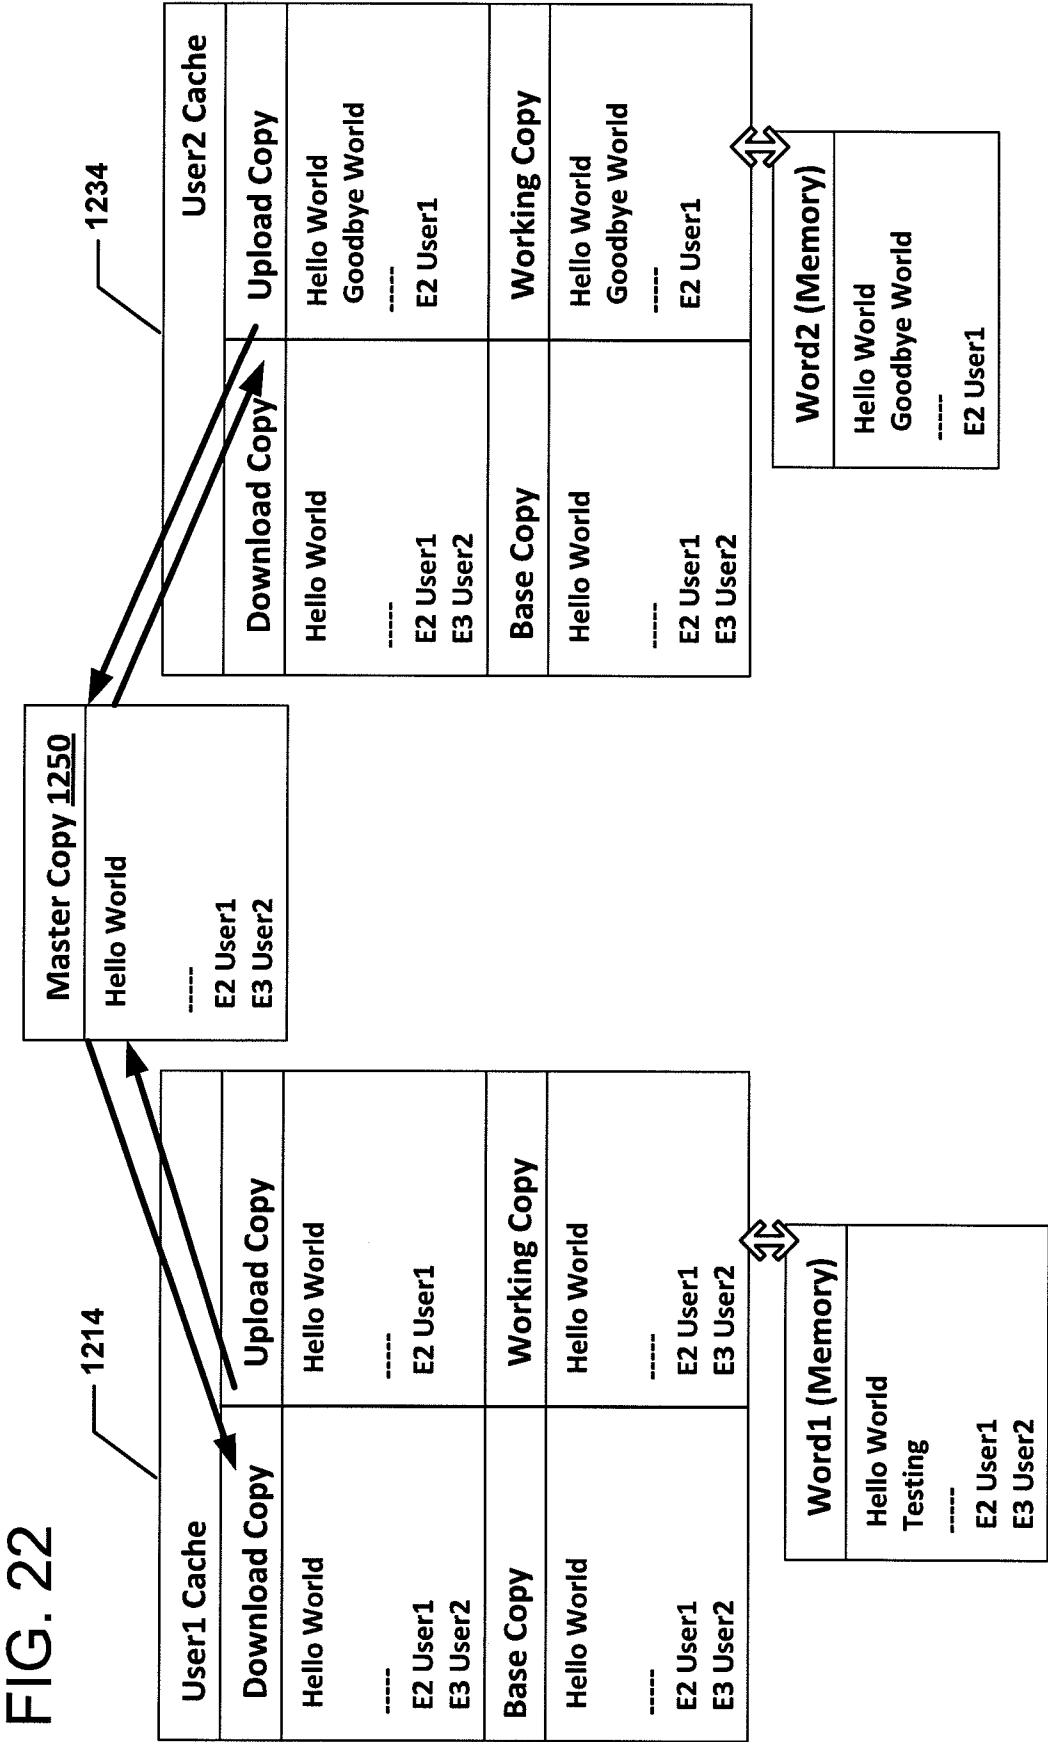 FIG. 22
Master Copy 1250
Hello World
-----
E2 User1
E3 User2
1214
User1 Cache
Download Copy
Hello World
-----
E2 User1
E3 User2
Upload Copy
Hello World
-----
E2 User1
Base Copy
Hello World
-----
E2 User1
E3 User2
Working Copy
Hello World
-----
E2 User1
E3 User2
Word1 (Memory)
Hello World
Testing
-----
E2 User1
E3 User2
1234
User2 Cache
Download Copy
Hello World
-----
E2 User1
E3 User2
Upload Copy
Hello World
Goodbye World
-----
E2 User1
Base Copy
Hello World
-----
E2 User1
E3 User2
Working Copy
Hello World
Goodbye World
-----
E2 User1
Word2 (Memory)
Hello World
Goodbye World
-----
E2 User1